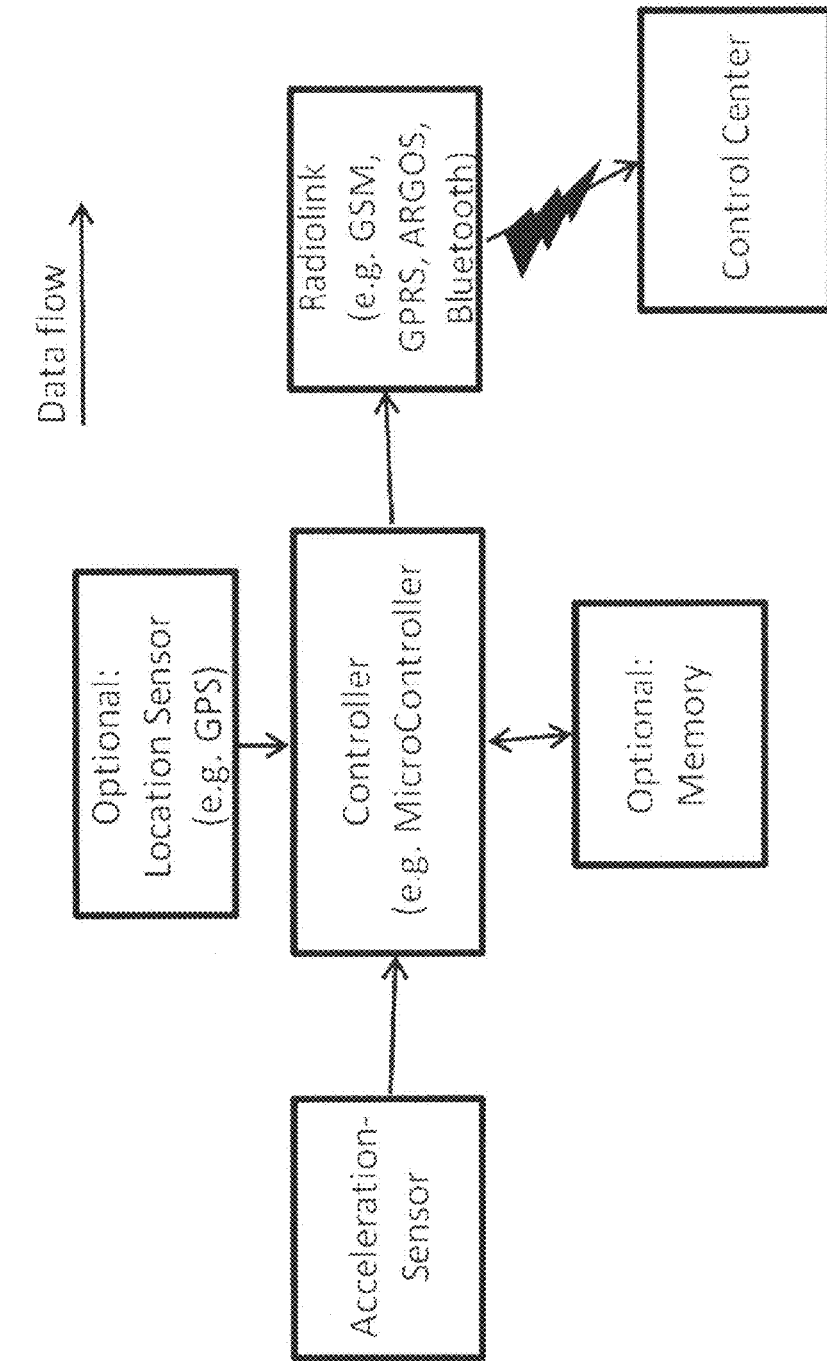 Data flow
Optional:
Location Sensor
(e.g. GPS)
Radiolink
(e.g. GSM,
GPRS, ARGOS,
Bluetooth)
Acceleration-
Sensor
Controller
(e.g. MicroController
Optional:
Memory
Control Center